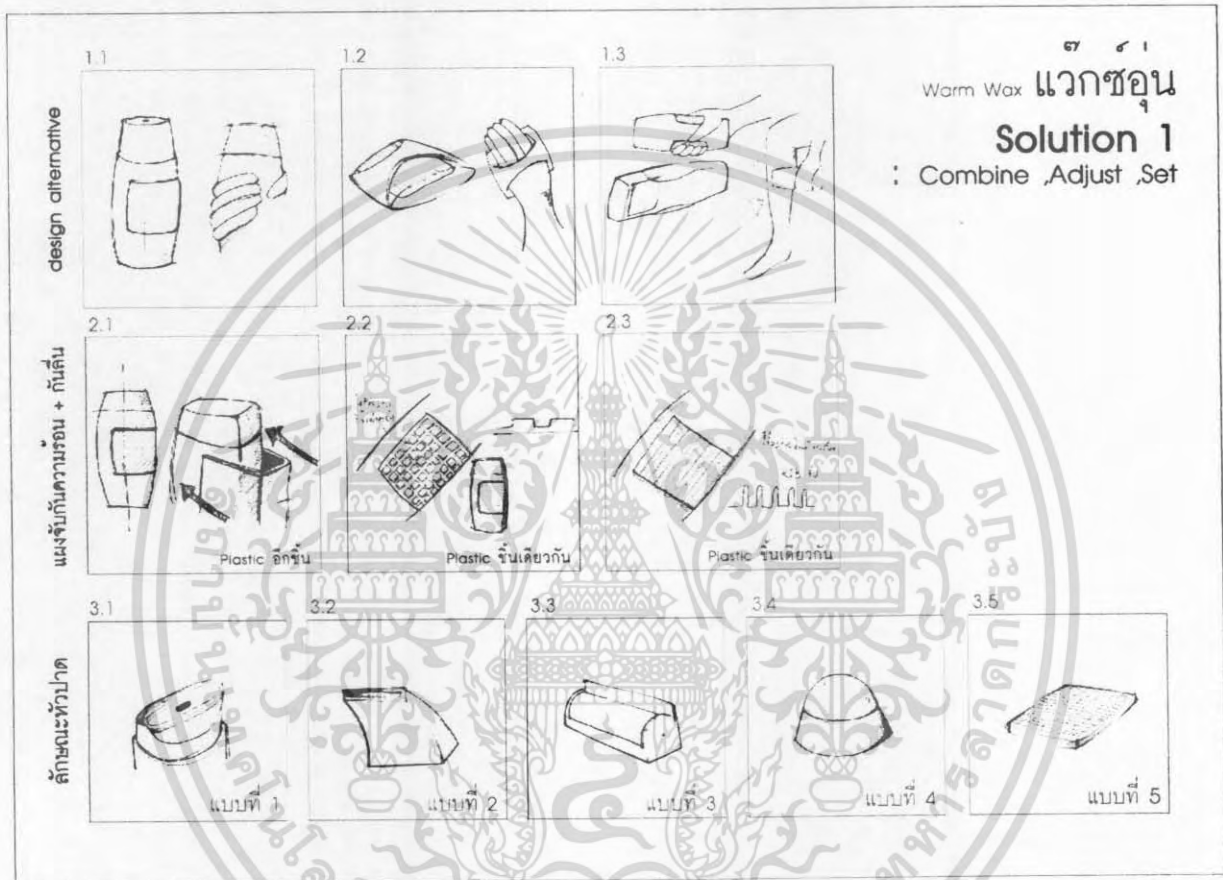 Warm Wax แว๊กซ์อุ่น
Solution 1
: Combine ,Adjust ,Set
design alternative
1.1
1.2
1.3
แผงจับกันความร้อน + กันลื่น
2.1
Plastic อีกชิ้น
2.2
Plastic ชิ้นเดียวกัน
2.3
Plastic ชิ้นเดียวกัน
ลักษณะหัวปาด
3.1
แบบที่ 1
3.2
แบบที่ 2
3.3
แบบที่ 3
3.4
แบบที่ 4
3.5
แบบที่ 5